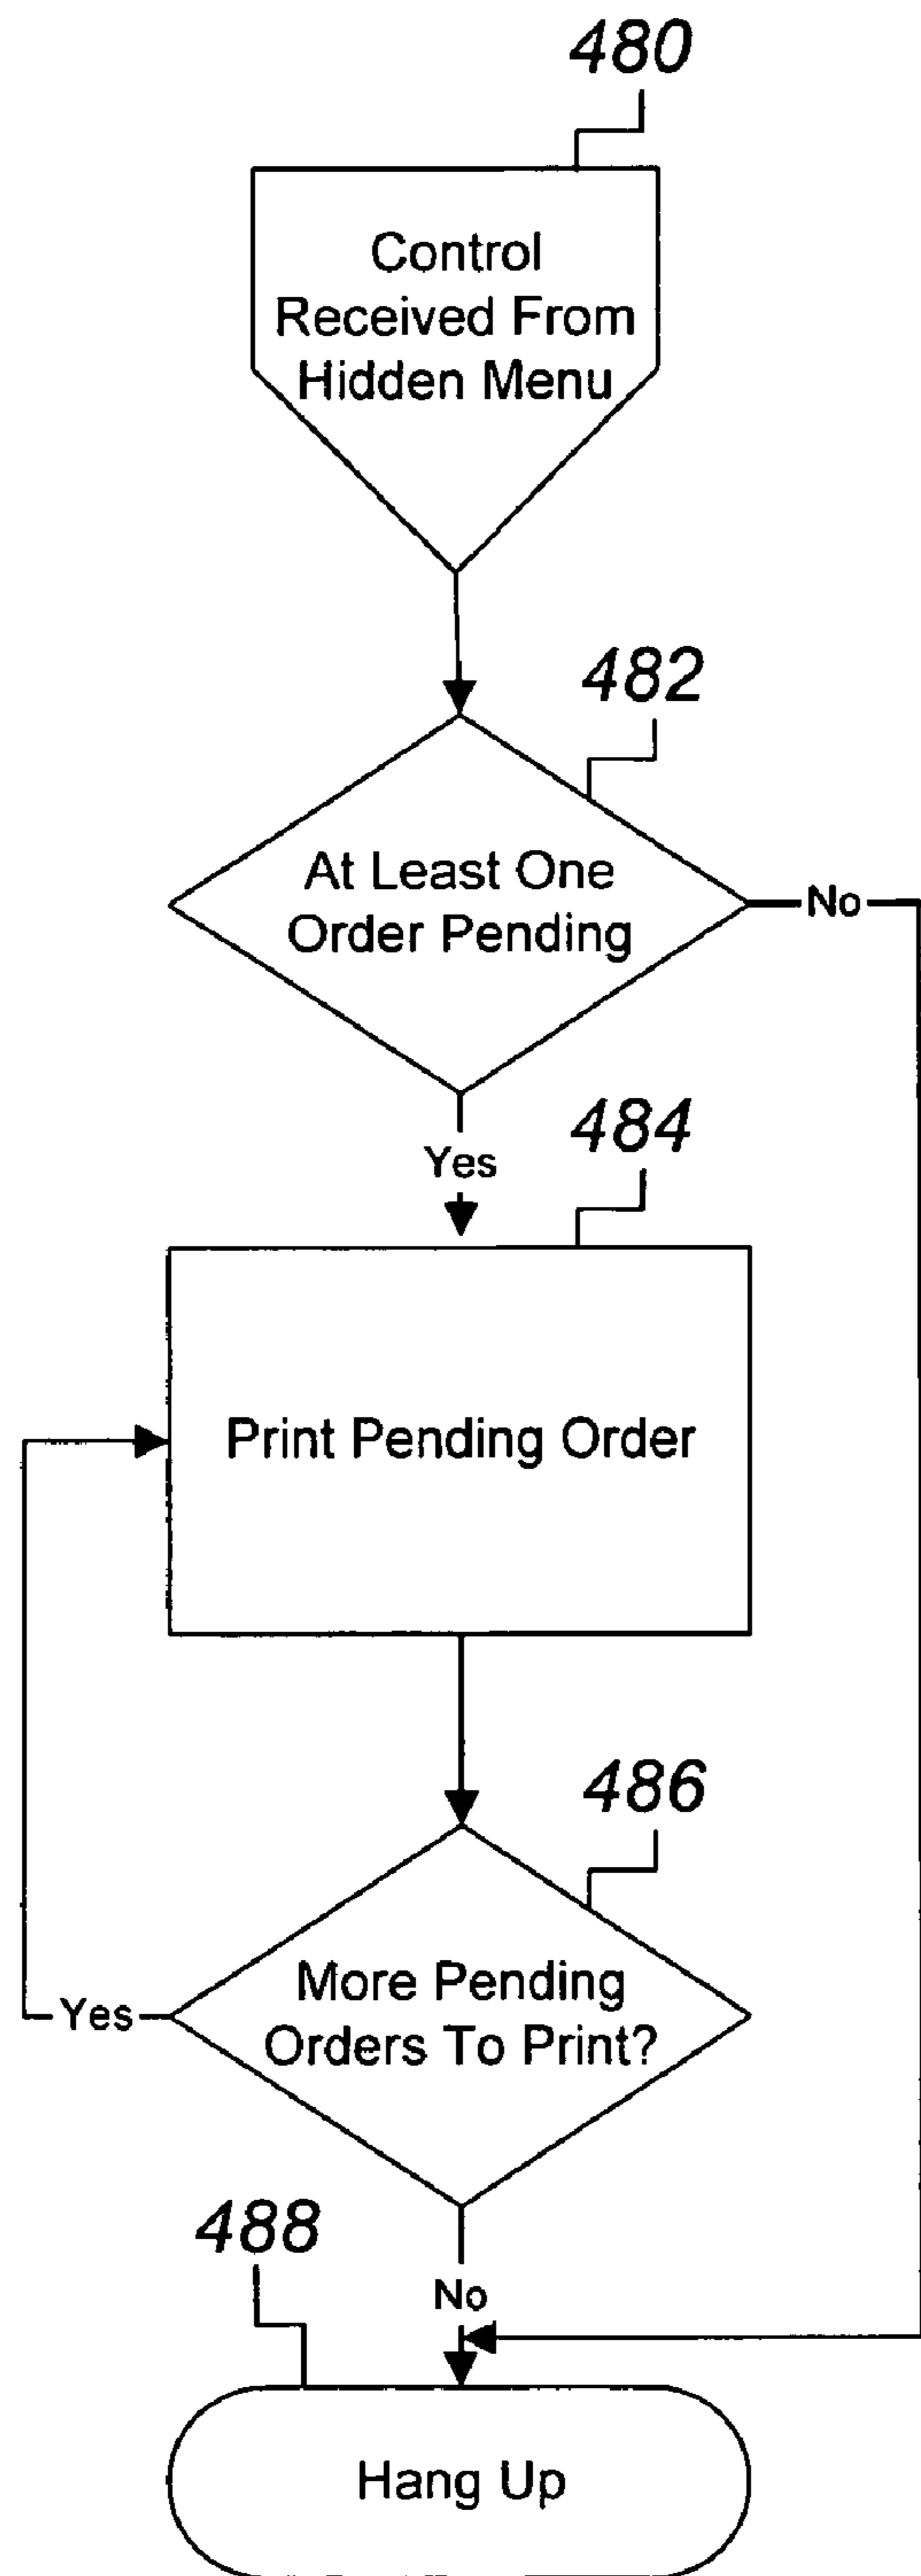 480
Control
Received From
Hidden Menu
482
At Least One
Order Pending
No
Yes
484
Print Pending Order
486
More Pending
Orders To Print?
Yes
488
No
Hang Up